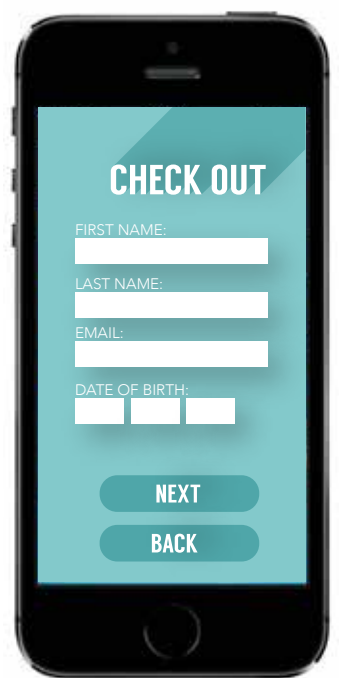 CHECK OUT
FIRST NAME:
LAST NAME:
EMAIL:
DATE OF BIRTH:
NEXT
BACK